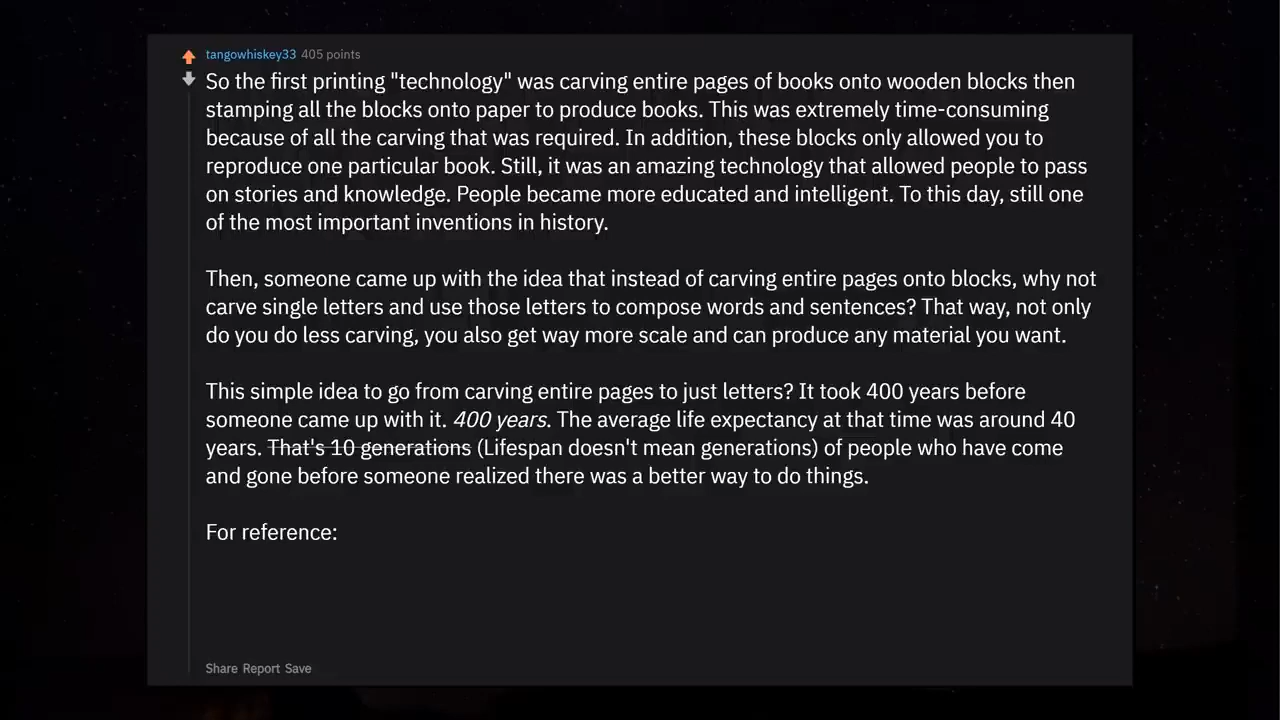 tangowhiskey33 405 points
So the first printing "technology" was carving entire pages of books onto wooden blocks then
stamping all the blocks onto paper to produce books. This was extremely time-consuming
because of all the carving that was required. In addition, these blocks only allowed you to
reproduce one particular book. Still, it was an amazing technology that allowed people to pass
on stories and knowledge. People became more educated and intelligent. To this day, still one
of the most important inventions in history.
Then, someone came up with the idea that instead of carving entire pages onto blocks, why not
carve single letters and use those letters to compose words and sentences? That way, not only
do you do less carving, you also get way more scale and can produce any material you want.
This simple idea to go from carving entire pages to just letters? It took 400 years before
someone came up with it. 400 years. The average life expectancy at that time was around 40
years. That's 10 generations (Lifespan doesn't mean generations) of people who have come
and gone before someone realized there was a better way to do things.
For reference:
Share Report Save